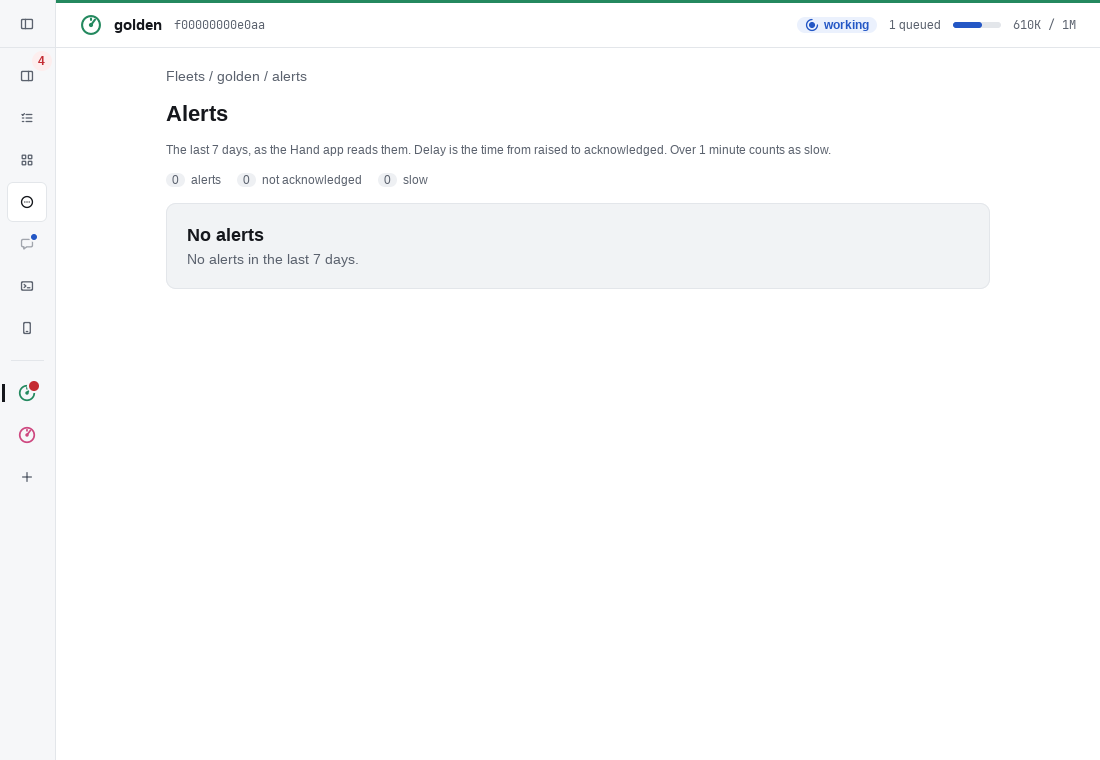 golden f00000000e0aa working 1 queued 610K / 1M
4
Fleets / golden / alerts
Alerts
The last 7 days, as the Hand app reads them. Delay is the time from raised to acknowledged. Over 1 minute counts as slow.
0 alerts 0 not acknowledged 0 slow
No alerts
No alerts in the last 7 days.